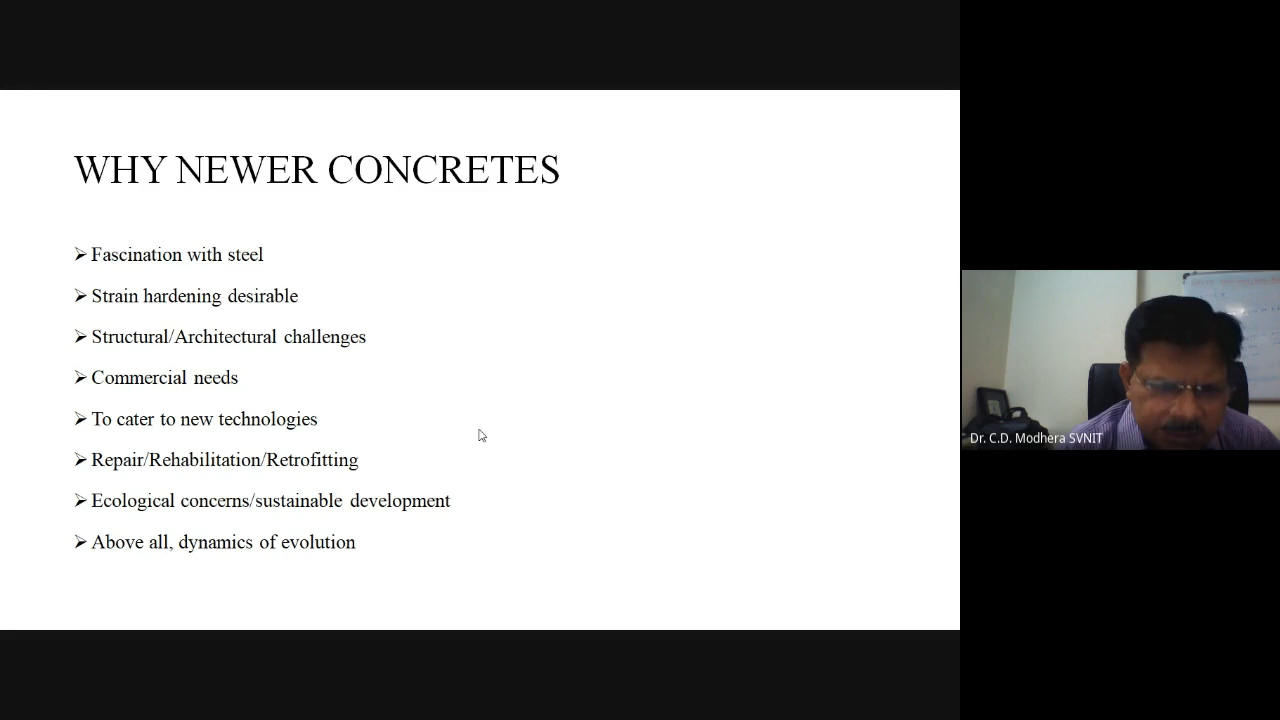 WHY NEWER CONCRETES
➢ Fascination with steel
➢ Strain hardening desirable
➢ Structural/Architectural challenges
➢ Commercial needs
➢ To cater to new technologies
➢ Repair/Rehabilitation/Retrofitting
➢ Ecological concerns/sustainable development
➢ Above all, dynamics of evolution
Dr. C.D. Modhera SVNIT